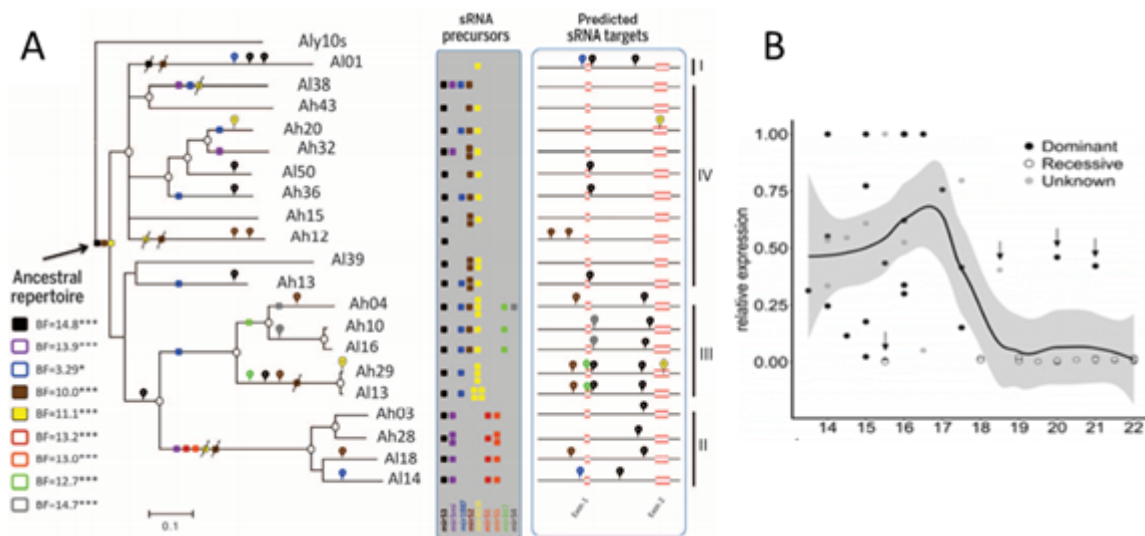 A
sRNA
precursors
Predicted
sRNA targets
B
Aly10s
Al01
Al38
Ah43
Ah20
Ah32
Al50
Ah36
Ah15
Ah12
Al39
Ah13
Ah04
Ah10
Al16
Ah29
Al13
Ah03
Ah28
Al18
Al14
I
IV
III
II
Ancestral
repertoire
BF=14.8***
BF=13.9***
BF=3.29*
BF=10.0***
BF=11.1***
BF=13.2***
BF=13.0***
BF=12.7***
BF=14.7***
0.1
Exon 1
Exon 2
relative expression
1.00
0.75
0.50
0.25
0.00
Dominant
Recessive
Unknown
14 15 16 17 18 19 20 21 22